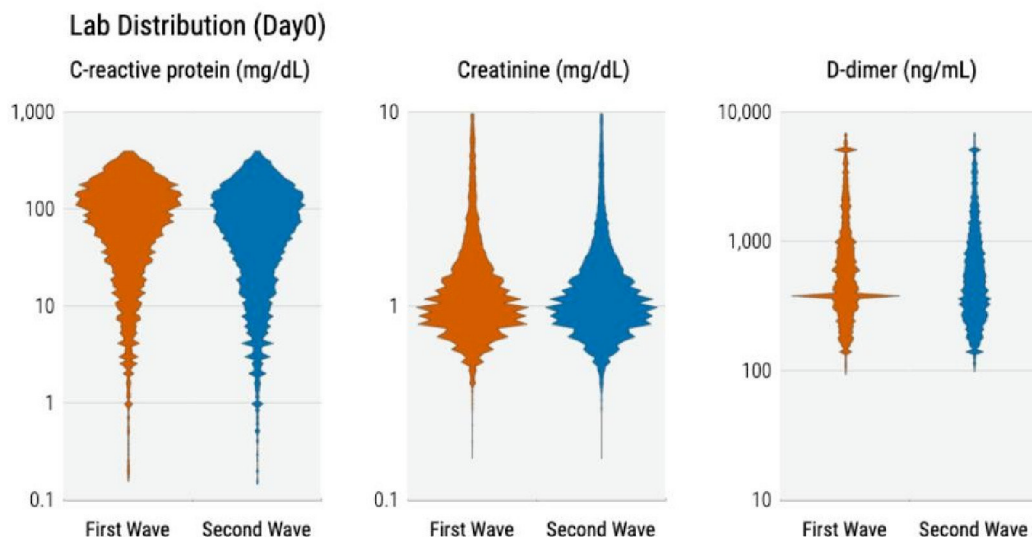 Lab Distribution (Day0)
C-reactive protein (mg/dL)
1,000
100
10
1
0.1
First Wave Second Wave
Creatinine (mg/dL)
10
1
0.1
First Wave Second Wave
D-dimer (ng/mL)
10,000
1,000
100
10
First Wave Second Wave